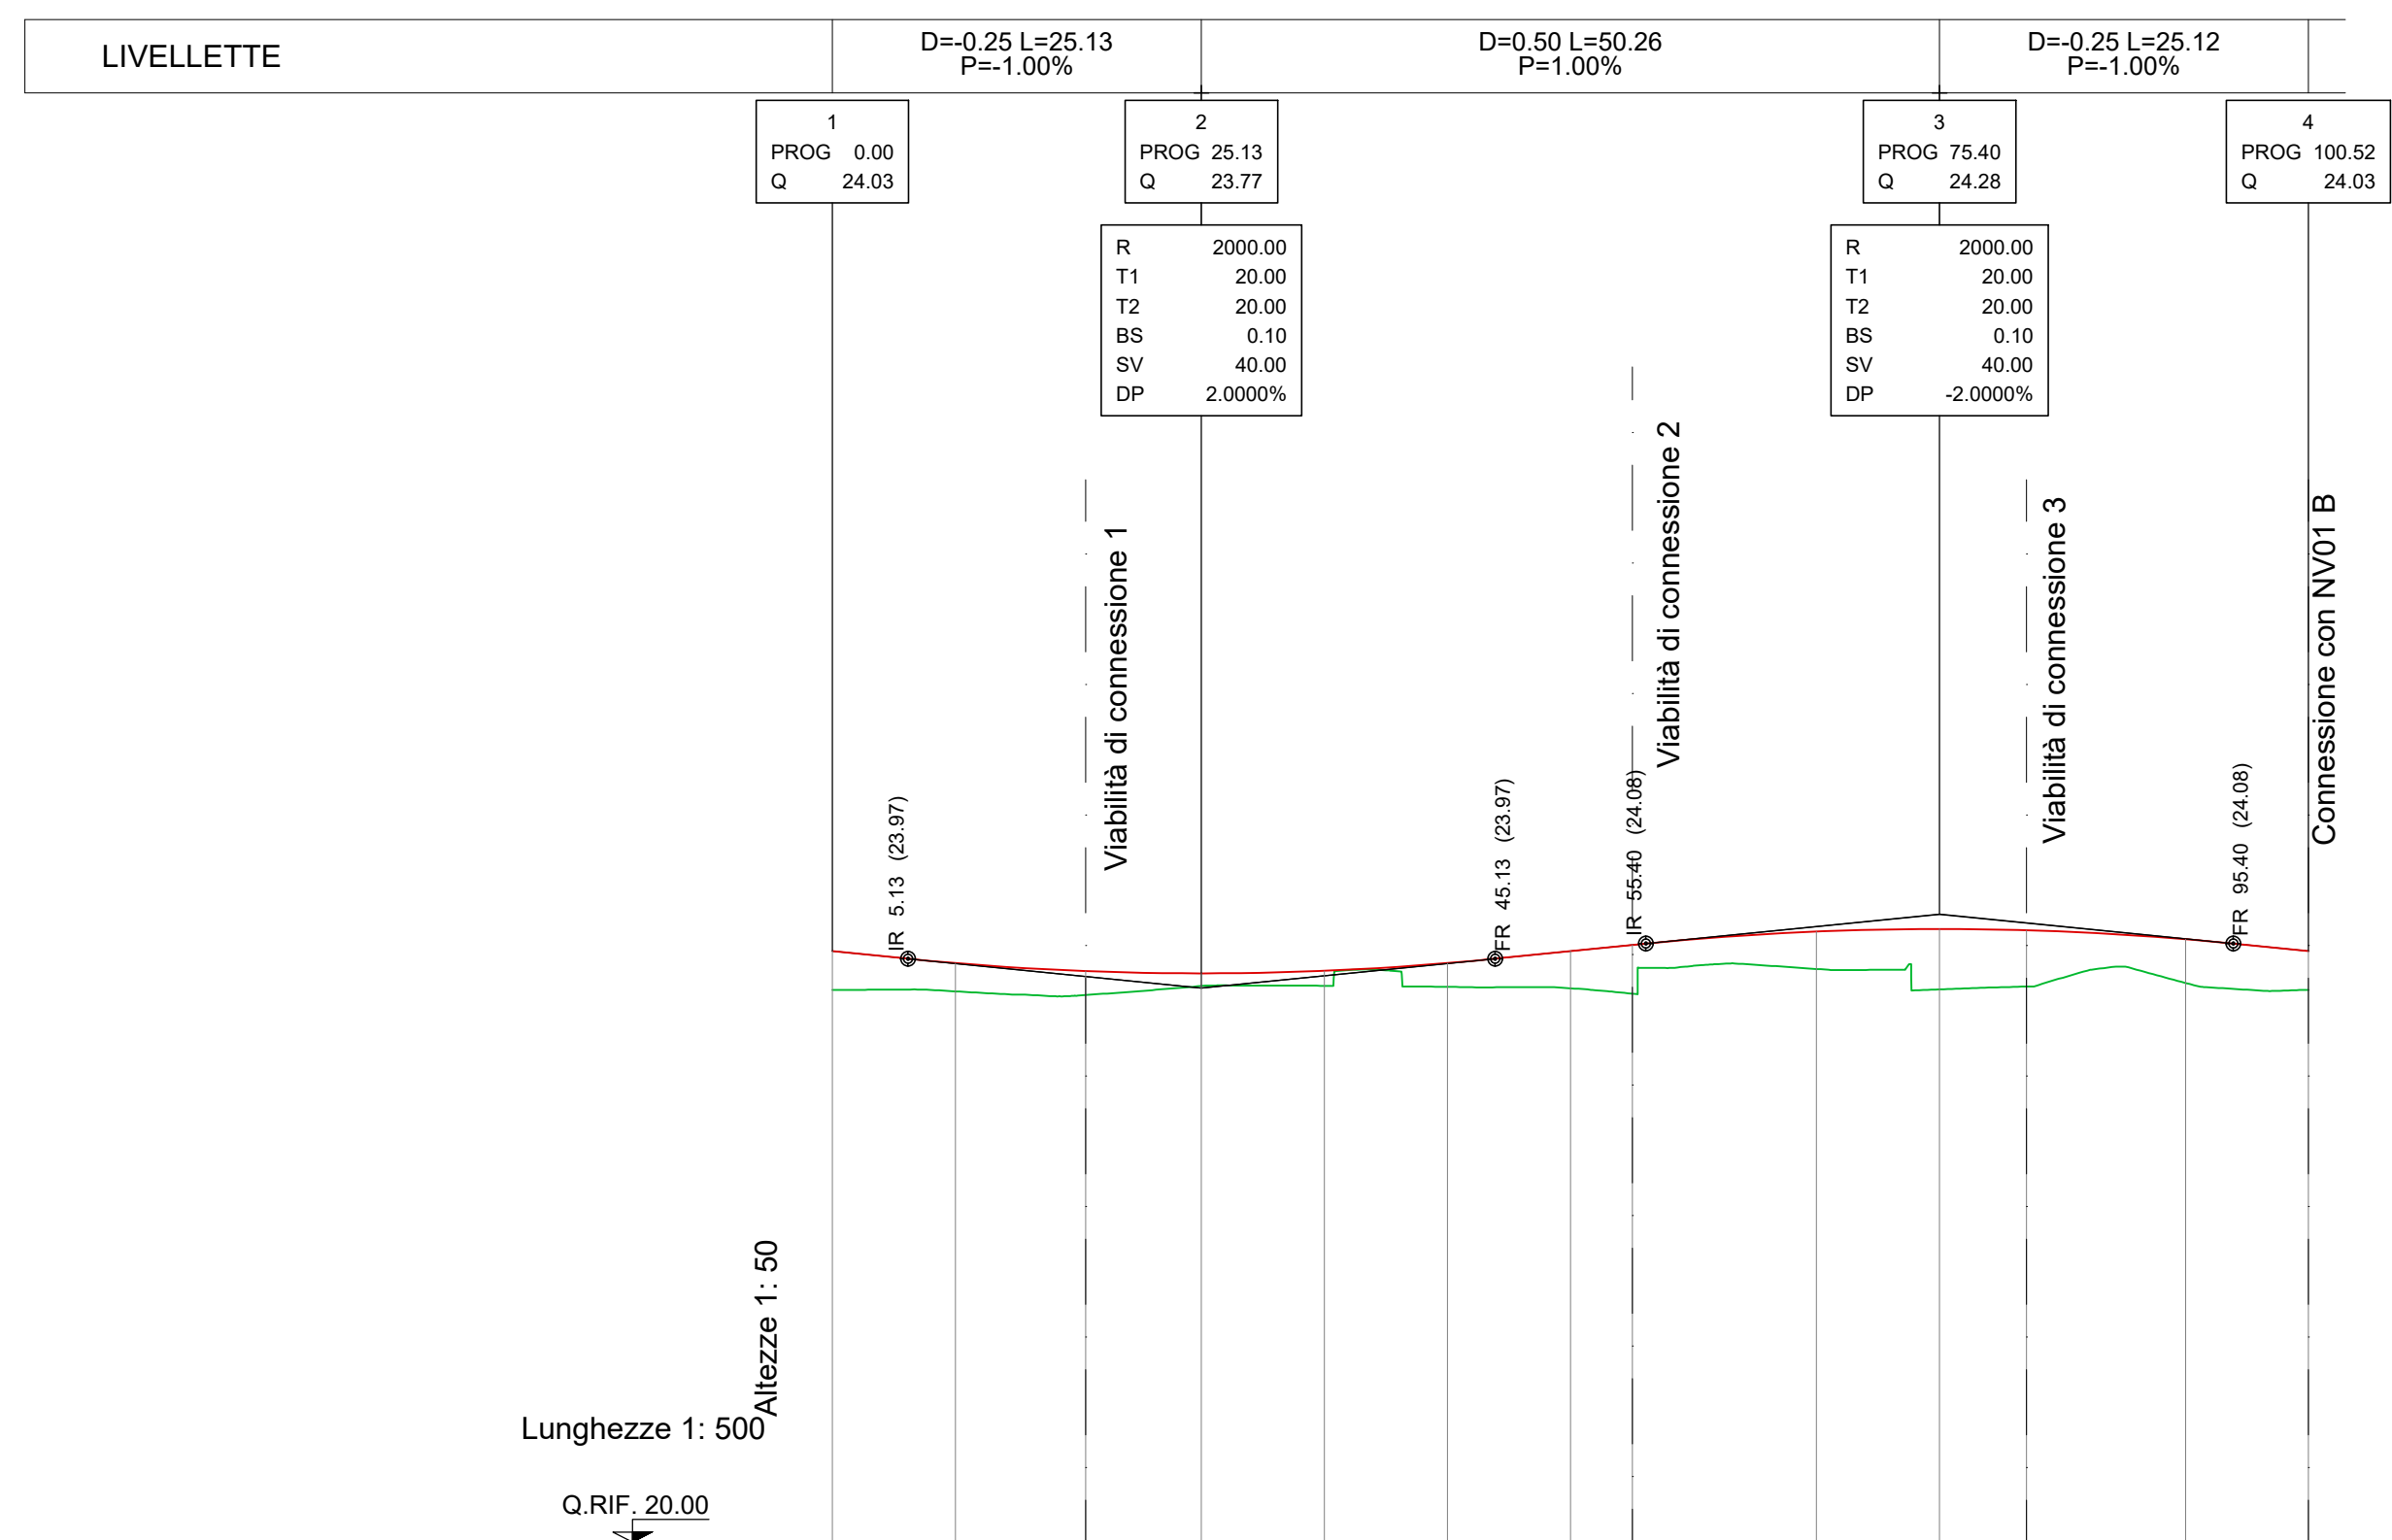 LIVELLETTE
D=-0.25 L=25.13
P=-1.00%
D=0.50 L=50.26
P=1.00%
D=-0.25 L=25.12
P=-1.00%
1
PROG 0.00
Q 24.03
2
PROG 25.13
Q 23.77
3
PROG 75.40
Q 24.28
4
PROG 100.52
Q 24.03
R 2000.00
T1 20.00
T2 20.00
BS 0.10
SV 40.00
DP 2.0000%
R 2000.00
T1 20.00
T2 20.00
BS 0.10
SV 40.00
DP -2.0000%
IR 5.13 (23.97)
Viabilità di connessione 1
FR 45.13 (23.97)
IR 55.40 (24.08)
Viabilità di connessione 2
Viabilità di connessione 3
FR 95.40 (24.08)
Connessione con NV01 B
Altezze 1: 50
Lunghezze 1: 500
Q.RIF. 20.00